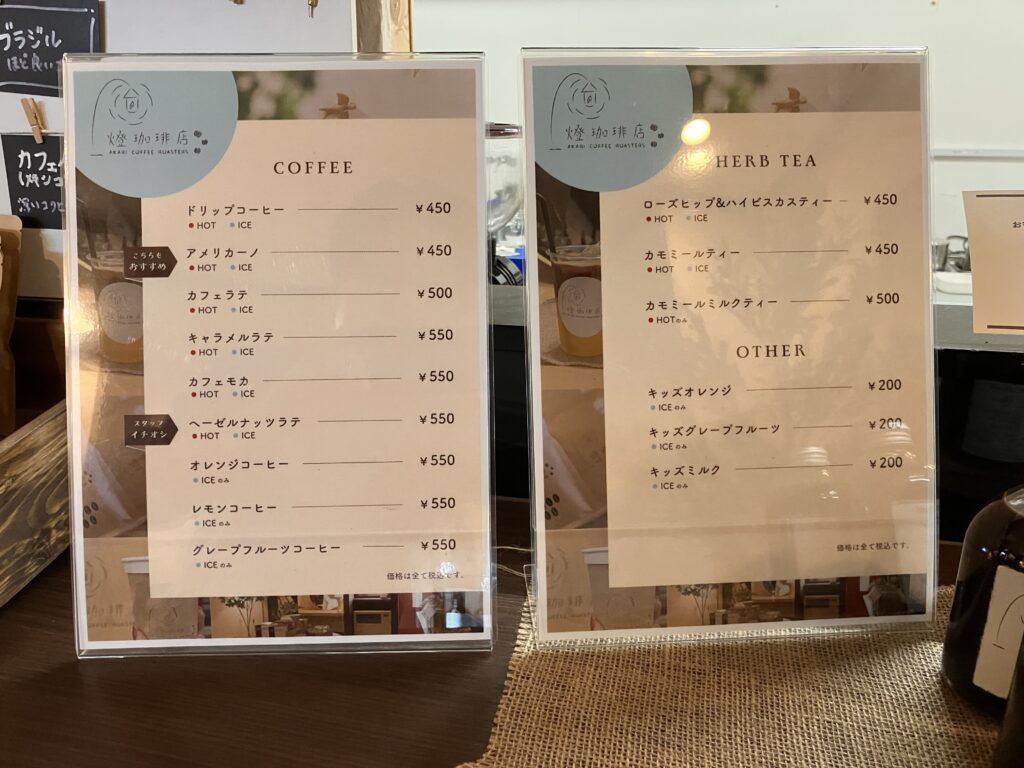 ブラジル
カフェ
燈珈琲店
AKARI COFFEE ROASTERS
COFFEE
ドリップコーヒー ¥450
HOT ICE
こちらも
おすすめ
アメリカーノ ¥450
HOT ICE
カフェラテ ¥500
HOT ICE
キャラメルラテ ¥550
HOT ICE
カフェモカ ¥550
HOT ICE
スタッフ
イチオシ
ヘーゼルナッツラテ ¥550
HOT ICE
オレンジコーヒー ¥550
ICEのみ
レモンコーヒー ¥550
ICEのみ
グレープフルーツコーヒー ¥550
ICEのみ
価格は全て税込です。
燈珈琲店
AKARI COFFEE ROASTERS
HERB TEA
ローズヒップ&ハイビスカスティー ¥450
HOT ICE
カモミールティー ¥450
HOT ICE
カモミールミルクティー ¥500
HOTのみ
OTHER
キッズオレンジ ¥200
ICEのみ
キッズグレープフルーツ ¥200
ICEのみ
キッズミルク ¥200
ICEのみ
価格は全て税込です。